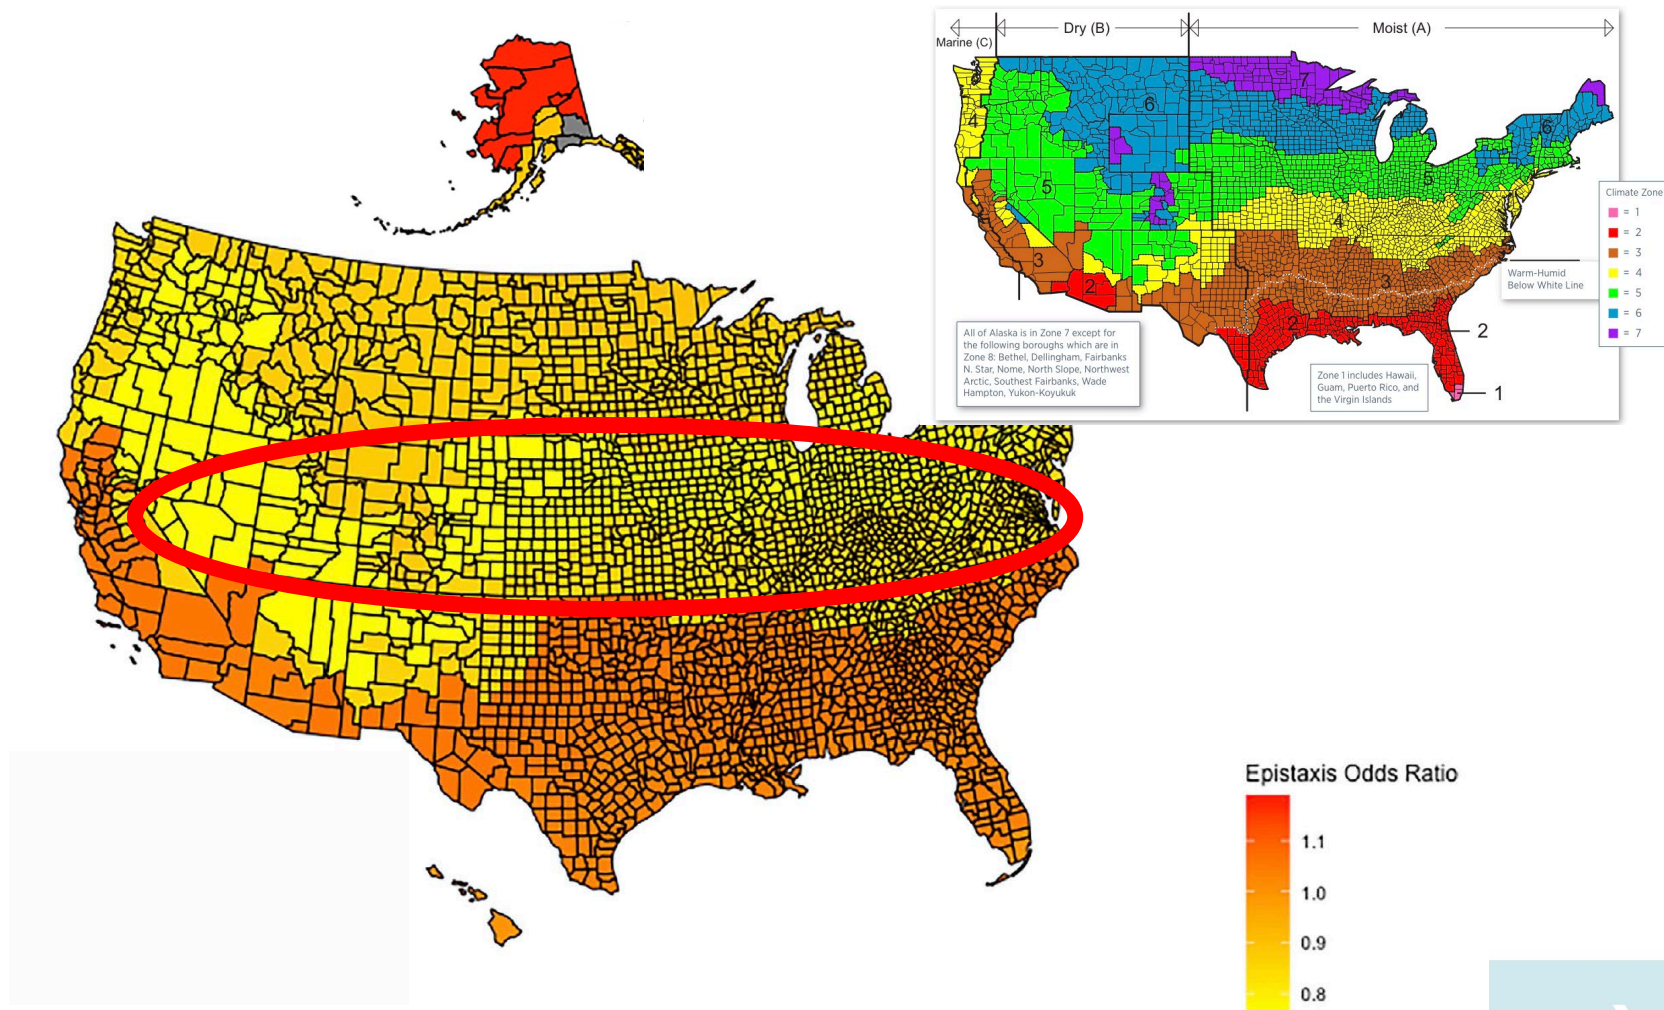 Dry (B)
Moist (A)
Marine (C)
7
6
6
4
5
5
4
Climate Zone
= 1
= 2
= 3
= 4
= 5
= 6
= 7
3
3
2
Warm-Humid
Below White Line
2
2
1
All of Alaska is in Zone 7 except for
the following boroughs which are in
Zone 8: Bethel, Dellingham, Fairbanks
N. Star, Nome, North Slope, Northwest
Arctic, Southest Fairbanks, Wade
Hampton, Yukon-Koyukuk
Zone 1 includes Hawaii,
Guam, Puerto Rico, and
the Virgin Islands
Epistaxis Odds Ratio
1.1
1.0
0.9
0.8